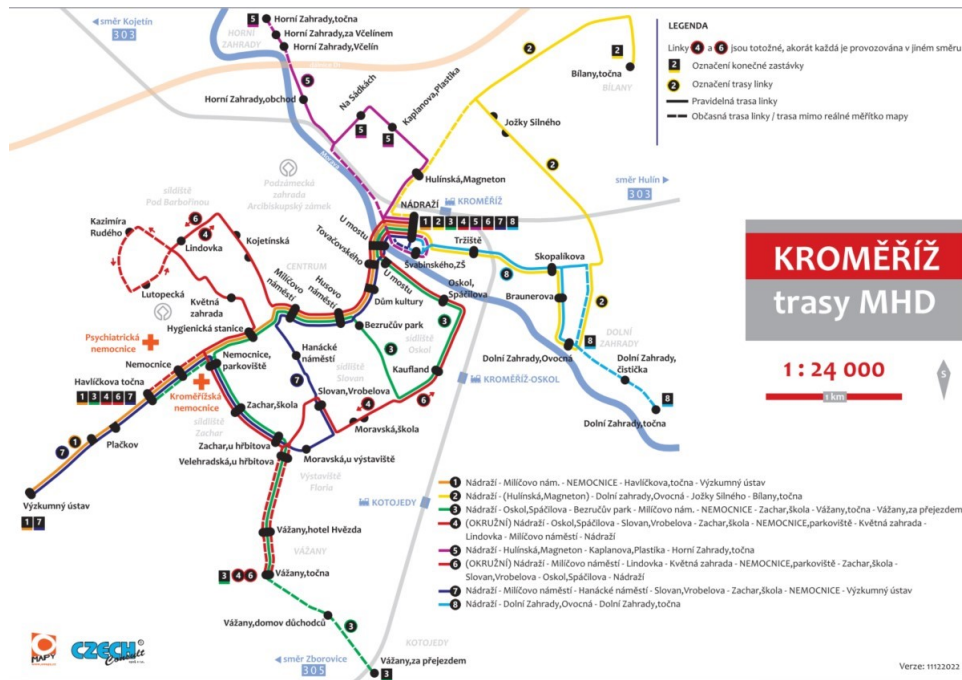 směr Kojetín
303
HORNÍ
ZAHRADY
5
Horní Zahrady,točna
Horní Zahrady,za Včelínem
Horní Zahrady,Včelín
5
Horní Zahrady,obchod
Na Sádkách
Kaplanova,Plastika
5
5
Morava
2
2
Bílany,točna
BÍLANY
Jožky Silného
2
Hulínská,Magneton
směr Hulín
303
LEGENDA
Linky 4 a 6 jsou totožné, akorát každá je provozována v jiném směru
2 Označení konečné zastávky
2 Označení trasy linky
Pravidelná trasa linky
Občasná trasa linky / trasa mimo reálné měřítko mapy
Podzámecká
zahrada
Arcibiskupský zámek
sídliště
Pod Barbořinou
KROMĚŘÍŽ
NÁDRAŽÍ
1 2 3 4 5 6 7 8
U mostu
Tovačovského
U mostu
Švabinského,ZŠ
Tržiště
Skopalíkova
8
Braunerova
2
DOLNÍ
ZAHRADY
8
Dolní Zahrady,Ovocná
Dolní Zahrady,
čistička
8
Dolní Zahrady,točna
Kazimíra
Rudého
6
4
Lindovka
Kojetínská
Lutopecká
Květná
zahrada
Hygienická stanice
CENTRUM
Milíčovo
náměstí
Husovo
náměstí
Dům kultury
Oskol,
Spáčilova
Bezručův park
3
3
sídliště
Oskol
Kaufland
KROMĚŘÍŽ-OSKOL
Hanácké
náměstí
sídliště
Slovan
7
Slovan,Vrobelova
4
6
Moravská,škola
Psychiatrická
nemocnice
Nemocnice
Nemocnice,
parkoviště
Havlíčkova točna
1 3 4 6 7
Kroměřížská
nemocnice
Zachar,škola
sídliště
Zachar
Plačkov
7 1
Zachar,u hřbitova
Velehradská,u hřbitova
Moravská,u výstaviště
Výstaviště
Floria
Výzkumný ústav
1 7
KOTOJEDY
Vážany,hotel Hvězda
VÁŽANY
3 4 6
Vážany,točna
Vážany,domov důchodců
3
KOTOJEDY
Vážany,za přejezdem
3
směr Zborovice
305
KROMĚŘÍŽ
trasy MHD
1 : 24 000
1 km
S
1 Nádraží - Milíčovo nám. - NEMOCNICE - Havlíčkova,točna - Výzkumný ústav
2 Nádraží - (Hulínská,Magneton) - Dolní zahrady,Ovocná - Jožky Silného - Bílany,točna
3 Nádraží - Oskol,Spáčilova - Bezručův park - Milíčovo nám. - NEMOCNICE - Zachar,škola - Vážany,točna - Vážany,za přejezdem
4 (OKRUŽNÍ) Nádraží - Oskol,Spáčilova - Slovan,Vrobelova - Zachar,škola - NEMOCNICE,parkoviště - Květná zahrada -
Lindovka - Milíčovo náměstí - Nádraží
5 Nádraží - Hulínská,Magneton - Kaplanova,Plastika - Horní Zahrady,točna
6 (OKRUŽNÍ) Nádraží - Milíčovo náměstí - Lindovka - Květná zahrada - NEMOCNICE,parkoviště - Zachar,škola -
Slovan,Vrobelova - Oskol,Spáčilova - Nádraží
7 Nádraží - Milíčovo náměstí - Hanácké náměstí - Slovan,Vrobelova - Zachar,škola - NEMOCNICE - Výzkumný ústav
8 Nádraží - Dolní Zahrady,Ovocná - Dolní Zahrady,točna
MAPY
CZECH
Consult
Verze: 11122022